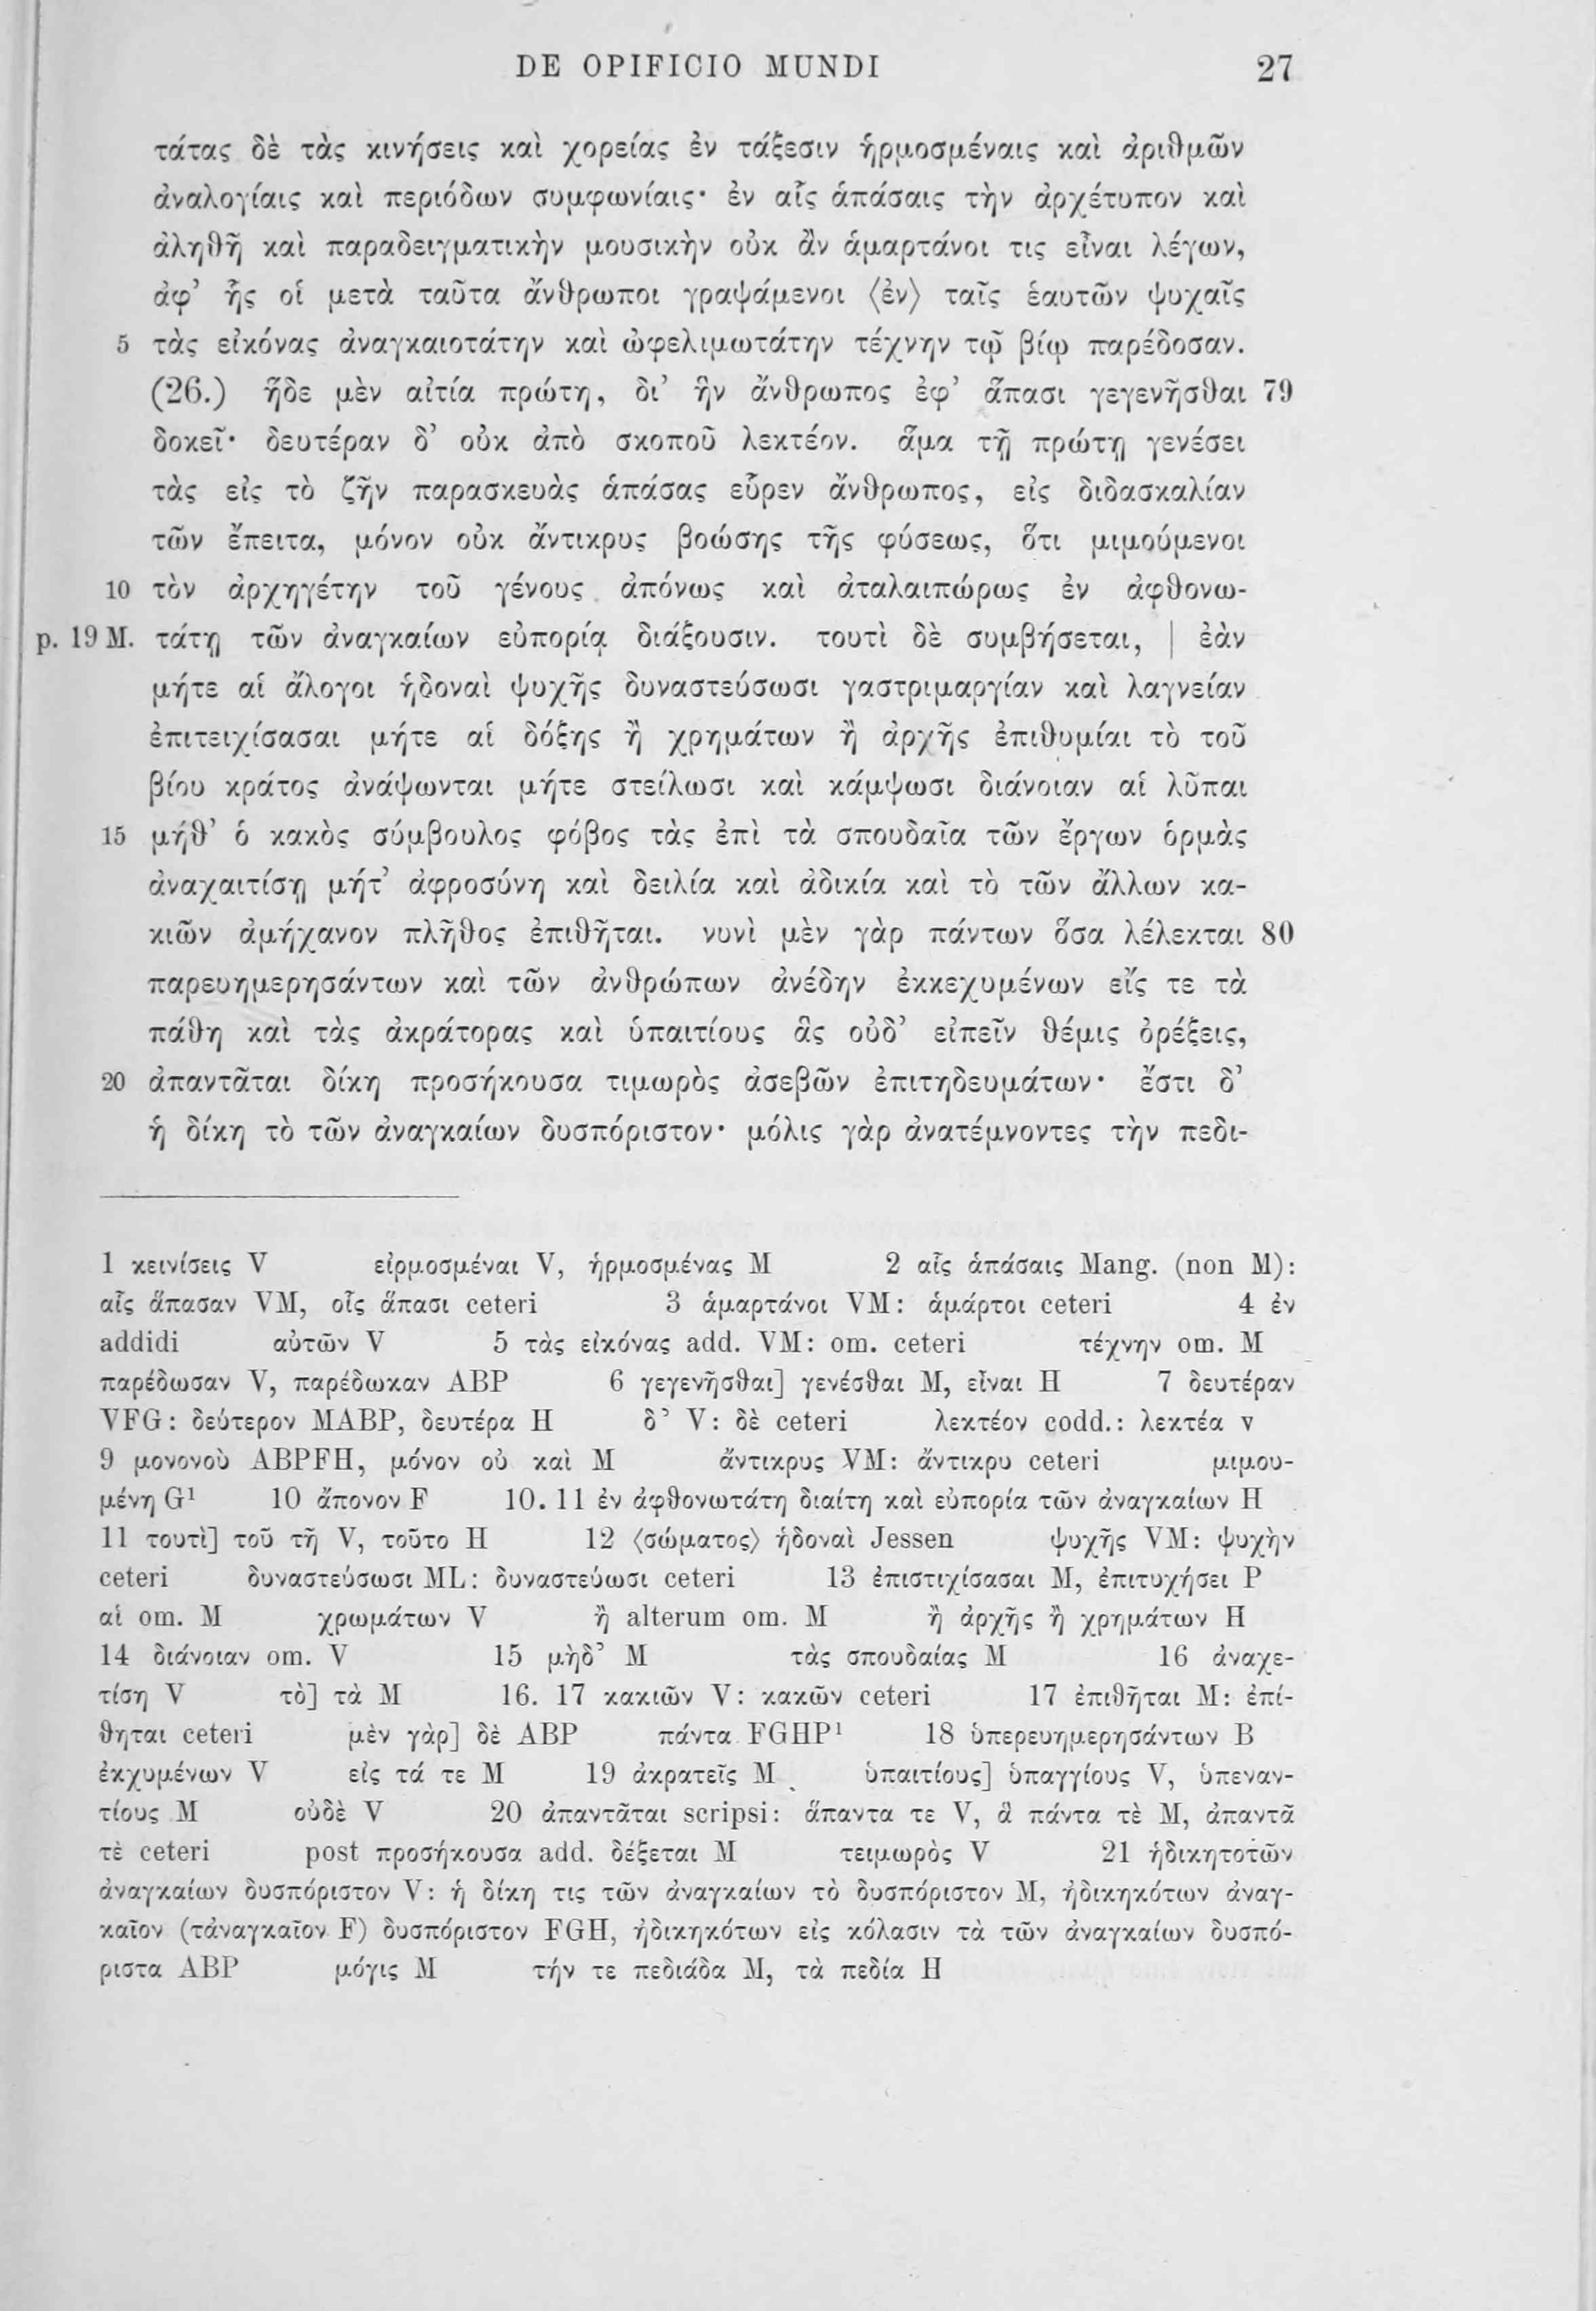 DE OPIFICIO MUNDI 27
τάτας δὲ τὰς κινήσεις καὶ χορείας ἐν τάξεσιν ἡρμοσμέναις καὶ ἀριθμῶν
ἀναλογίαις καὶ περιόδων συμφωνίαις· ἐν αἷς ἁπάσαις τὴν ἀρχέτυπον καὶ
ἀληθῆ καὶ παραδειγματικὴν μουσικὴν οὐκ ἂν ἁμαρτάνοι τις εἶναι λέγων,
ἀφ’ ἧς οἱ μετὰ ταῦτα ἄνθρωποι γραψάμενοι ⟨ἐν⟩ ταῖς ἑαυτῶν ψυχαῖς
5 τὰς εἰκόνας ἀναγκαιοτάτην καὶ ὠφελιμωτάτην τέχνην τῷ βίῳ παρέδοσαν.
(26.) ἥδε μὲν αἰτία πρώτη, δι’ ἣν ἄνθρωπος ἐφ’ ἅπασι γεγενῆσθαι 79
δοκεῖ· δευτέραν δ’ οὐκ ἀπὸ σκοποῦ λεκτέον. ἅμα τῇ πρώτῃ γενέσει
τὰς εἰς τὸ ζῆν παρασκευὰς ἁπάσας εὗρεν ἄνθρωπος, εἰς διδασκαλίαν
τῶν ἔπειτα, μόνον οὐκ ἄντικρυς βοώσης τῆς φύσεως, ὅτι μιμούμενοι
10 τὸν ἀρχηγέτην τοῦ γένους ἀπόνως καὶ ἀταλαιπώρως ἐν ἀφθονω-
p. 19 M. τάτῃ τῶν ἀναγκαίων εὐπορίᾳ διάξουσιν. τουτὶ δὲ συμβήσεται, | ἐὰν
μήτε αἱ ἄλογοι ἡδοναὶ ψυχῆς δυναστεύσωσι γαστριμαργίαν καὶ λαγνείαν
ἐπιτειχίσασαι μήτε αἱ δόξης ἢ χρημάτων ἢ ἀρχῆς ἐπιθυμίαι τὸ τοῦ
βίου κράτος ἀνάψωνται μήτε στείλωσι καὶ κάμψωσι διάνοιαν αἱ λῦπαι
15 μήθ’ ὁ κακὸς σύμβουλος φόβος τὰς ἐπὶ τὰ σπουδαῖα τῶν ἔργων ὁρμὰς
ἀναχαιτίσῃ μήτ’ ἀφροσύνη καὶ δειλία καὶ ἀδικία καὶ τὸ τῶν ἄλλων κα-
κιῶν ἀμήχανον πλῆθος ἐπιθῆται. νυνὶ μὲν γὰρ πάντων ὅσα λέλεκται 80
παρευημερησάντων καὶ τῶν ἀνθρώπων ἀνέδην ἐκκεχυμένων εἴς τε τὰ
πάθη καὶ τὰς ἀκράτορας καὶ ὑπαιτίους ἃς οὐδ’ εἰπεῖν θέμις ὀρέξεις,
20 ἀπαντᾶται δίκη προσήκουσα τιμωρὸς ἀσεβῶν ἐπιτηδευμάτων· ἔστι δ’
ἡ δίκη τὸ τῶν ἀναγκαίων δυσπόριστον· μόλις γὰρ ἀνατέμνοντες τὴν πεδι-
1 κεινίσεις V εἰρμοσμέναι V, ἡρμοσμένας M 2 αἷς ἁπάσαις Mang. (non M):
αἷς ἅπασαν VM, οἷς ἅπασι ceteri 3 ἁμαρτάνοι VM: ἁμάρτοι ceteri 4 ἐν
addidi αὐτῶν V 5 τὰς εἰκόνας add. VM: om. ceteri τέχνην om. M
παρέδωσαν V, παρέδωκαν ABP 6 γεγενῆσθαι] γενέσθαι M, εἶναι H 7 δευτέραν
VFG: δεύτερον MABP, δευτέρα H δ’ V: δὲ ceteri λεκτέον codd.: λεκτέα v
9 μονονοὺ ABPFH, μόνον οὐ καὶ M ἄντικρυς VM: ἄντικρυ ceteri μιμου-
μένη G¹ 10 ἄπονον F 10. 11 ἐν ἀφθονωτάτη διαίτη καὶ εὐπορία τῶν ἀναγκαίων H
11 τουτὶ] τοῦ τῆ V, τοῦτο H 12 ⟨σώματος⟩ ἡδοναὶ Jessen ψυχῆς VM: ψυχὴν
ceteri δυναστεύσωσι ML: δυναστεύωσι ceteri 13 ἐπιστιχίσασαι M, ἐπιτυχήσει P
αἱ om. M χρωμάτων V ἢ alterum om. M ἢ ἀρχῆς ἢ χρημάτων H
14 διάνοιαν om. V 15 μὴδ’ M τὰς σπουδαίας M 16 ἀναχε-
τίση V τὸ] τὰ M 16. 17 κακιῶν V: κακῶν ceteri 17 ἐπιθῆται M: ἐπί-
θηται ceteri μὲν γὰρ] δὲ ABP πάντα FGHP¹ 18 ὑπερευημερησάντων B
ἐκχυμένων V εἰς τά τε M 19 ἀκρατεῖς M ὑπαιτίους] ὑπαγγίους V, ὑπεναν-
τίους M οὐδὲ V 20 ἀπαντᾶται scripsi: ἅπαντα τε V, ἃ πάντα τὲ M, ἀπαντᾶ
τὲ ceteri post προσήκουσα add. δέξεται M τειμωρὸς V 21 ἠδικητοτῶν
ἀναγκαίων δυσπόριστον V: ἡ δίκη τις τῶν ἀναγκαίων τὸ δυσπόριστον M, ἠδικηκότων ἀναγ-
καῖον (τἀναγκαῖον F) δυσπόριστον FGH, ἠδικηκότων εἰς κόλασιν τὰ τῶν ἀναγκαίων δυσπό-
ριστα ABP μόγις M τήν τε πεδιάδα M, τὰ πεδία H